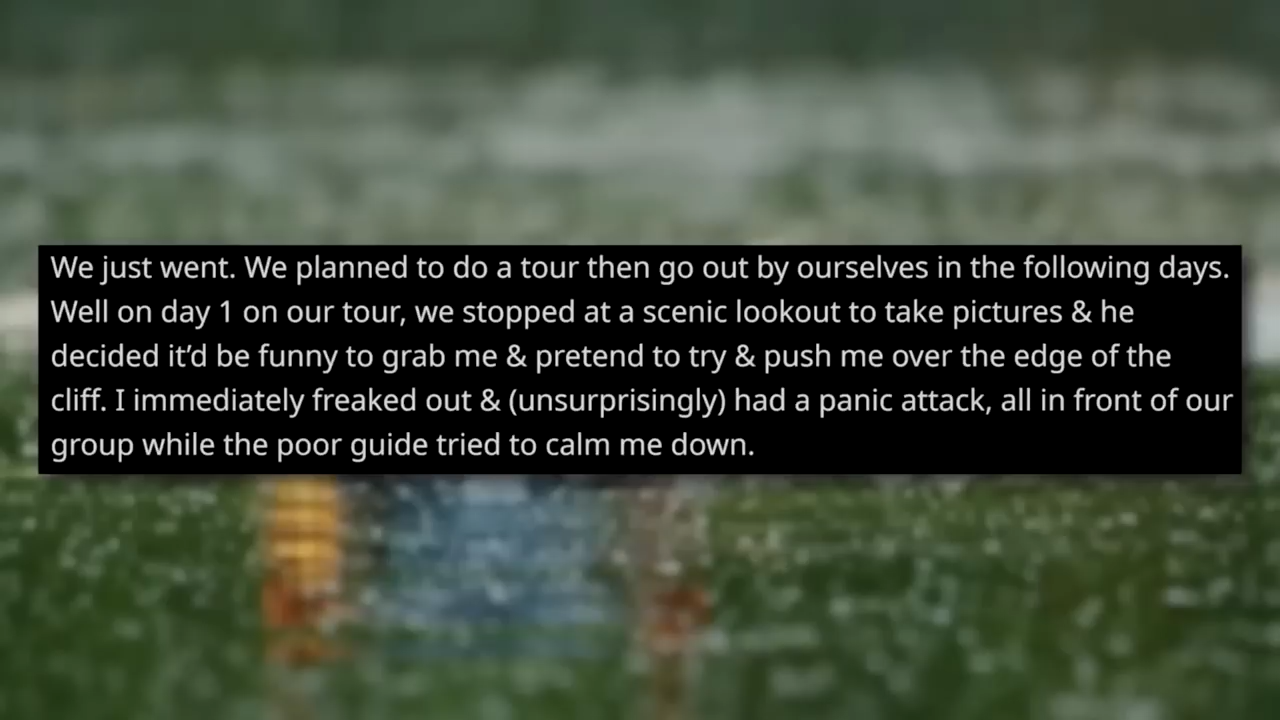 We just went. We planned to do a tour then go out by ourselves in the following days.
Well on day 1 on our tour, we stopped at a scenic lookout to take pictures & he
decided it’d be funny to grab me & pretend to try & push me over the edge of the
cliff. I immediately freaked out & (unsurprisingly) had a panic attack, all in front of our
group while the poor guide tried to calm me down.